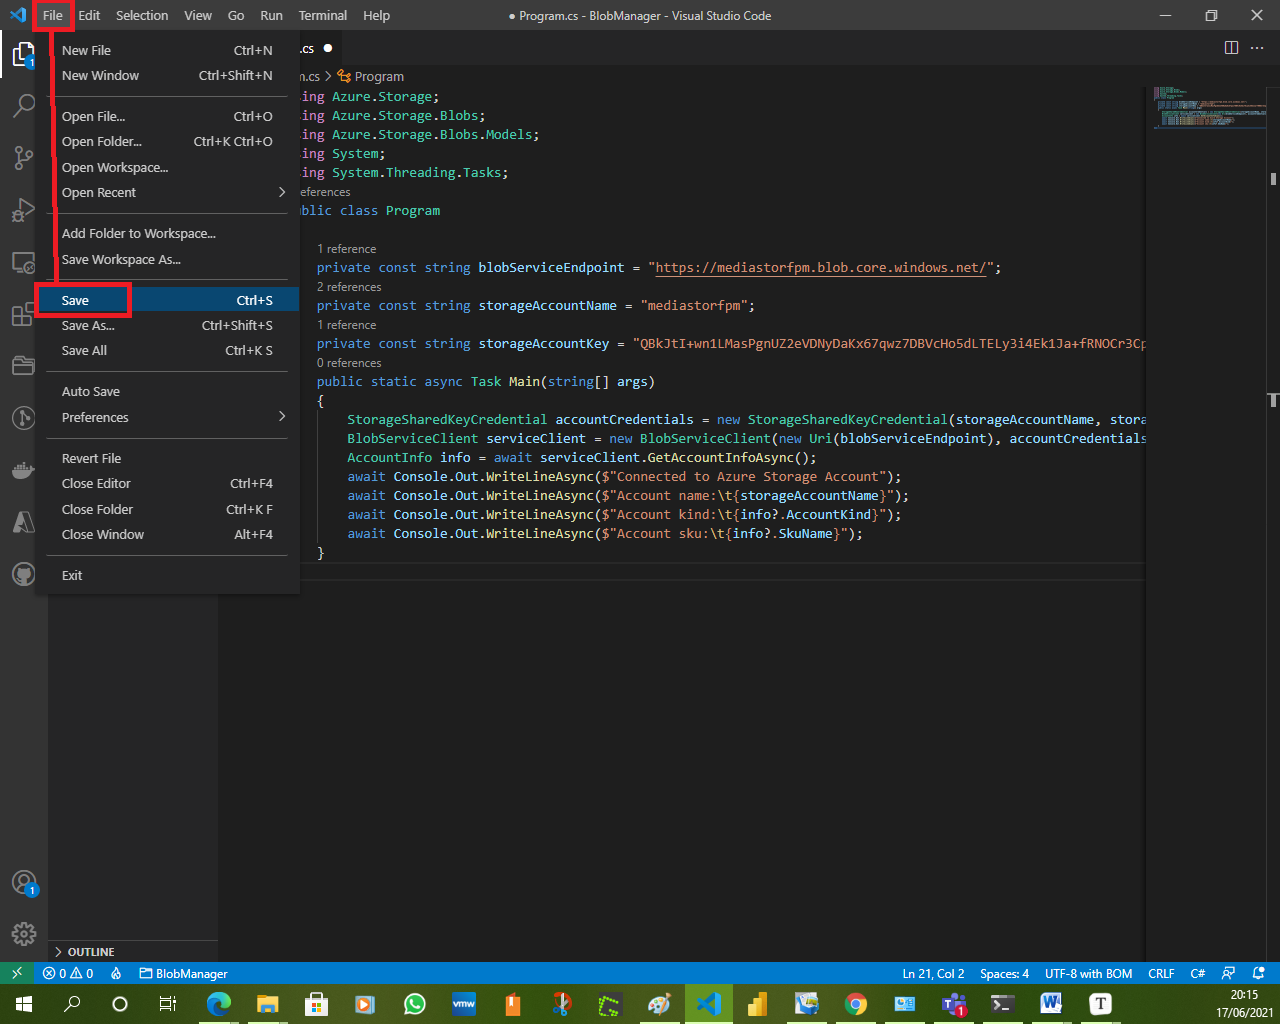 File Edit Selection View Go Run Terminal Help
● Program.cs - BlobManager - Visual Studio Code
New File Ctrl+N
New Window Ctrl+Shift+N
Open File... Ctrl+O
Open Folder... Ctrl+K Ctrl+O
Open Workspace...
Open Recent
Add Folder to Workspace...
Save Workspace As...
Save Ctrl+S
Save As... Ctrl+Shift+S
Save All Ctrl+K S
Auto Save
Preferences
Revert File
Close Editor Ctrl+F4
Close Folder Ctrl+K F
Close Window Alt+F4
Exit
.cs
.cs > Program
ing Azure.Storage;
ing Azure.Storage.Blobs;
ing Azure.Storage.Blobs.Models;
ing System;
ing System.Threading.Tasks;
eferences
blic class Program
1 reference
private const string blobServiceEndpoint = "https://mediastorfpm.blob.core.windows.net/";
2 references
private const string storageAccountName = "mediastorfpm";
1 reference
private const string storageAccountKey = "QBkJtI+wn1LMasPgnUZ2eVDNyDaKx67qwz7DBVcHo5dLTELy3i4Ek1Ja+fRNOCr3Cp
0 references
public static async Task Main(string[] args)
{
StorageSharedKeyCredential accountCredentials = new StorageSharedKeyCredential(storageAccountName, stora
BlobServiceClient serviceClient = new BlobServiceClient(new Uri(blobServiceEndpoint), accountCredentials
AccountInfo info = await serviceClient.GetAccountInfoAsync();
await Console.Out.WriteLineAsync($"Connected to Azure Storage Account");
await Console.Out.WriteLineAsync($"Account name:\t{storageAccountName}");
await Console.Out.WriteLineAsync($"Account kind:\t{info?.AccountKind}");
await Console.Out.WriteLineAsync($"Account sku:\t{info?.SkuName}");
}
1
1
OUTLINE
0 0 BlobManager Ln 21, Col 2 Spaces: 4 UTF-8 with BOM CRLF C#
vmw
1
W
T
20:15
17/06/2021